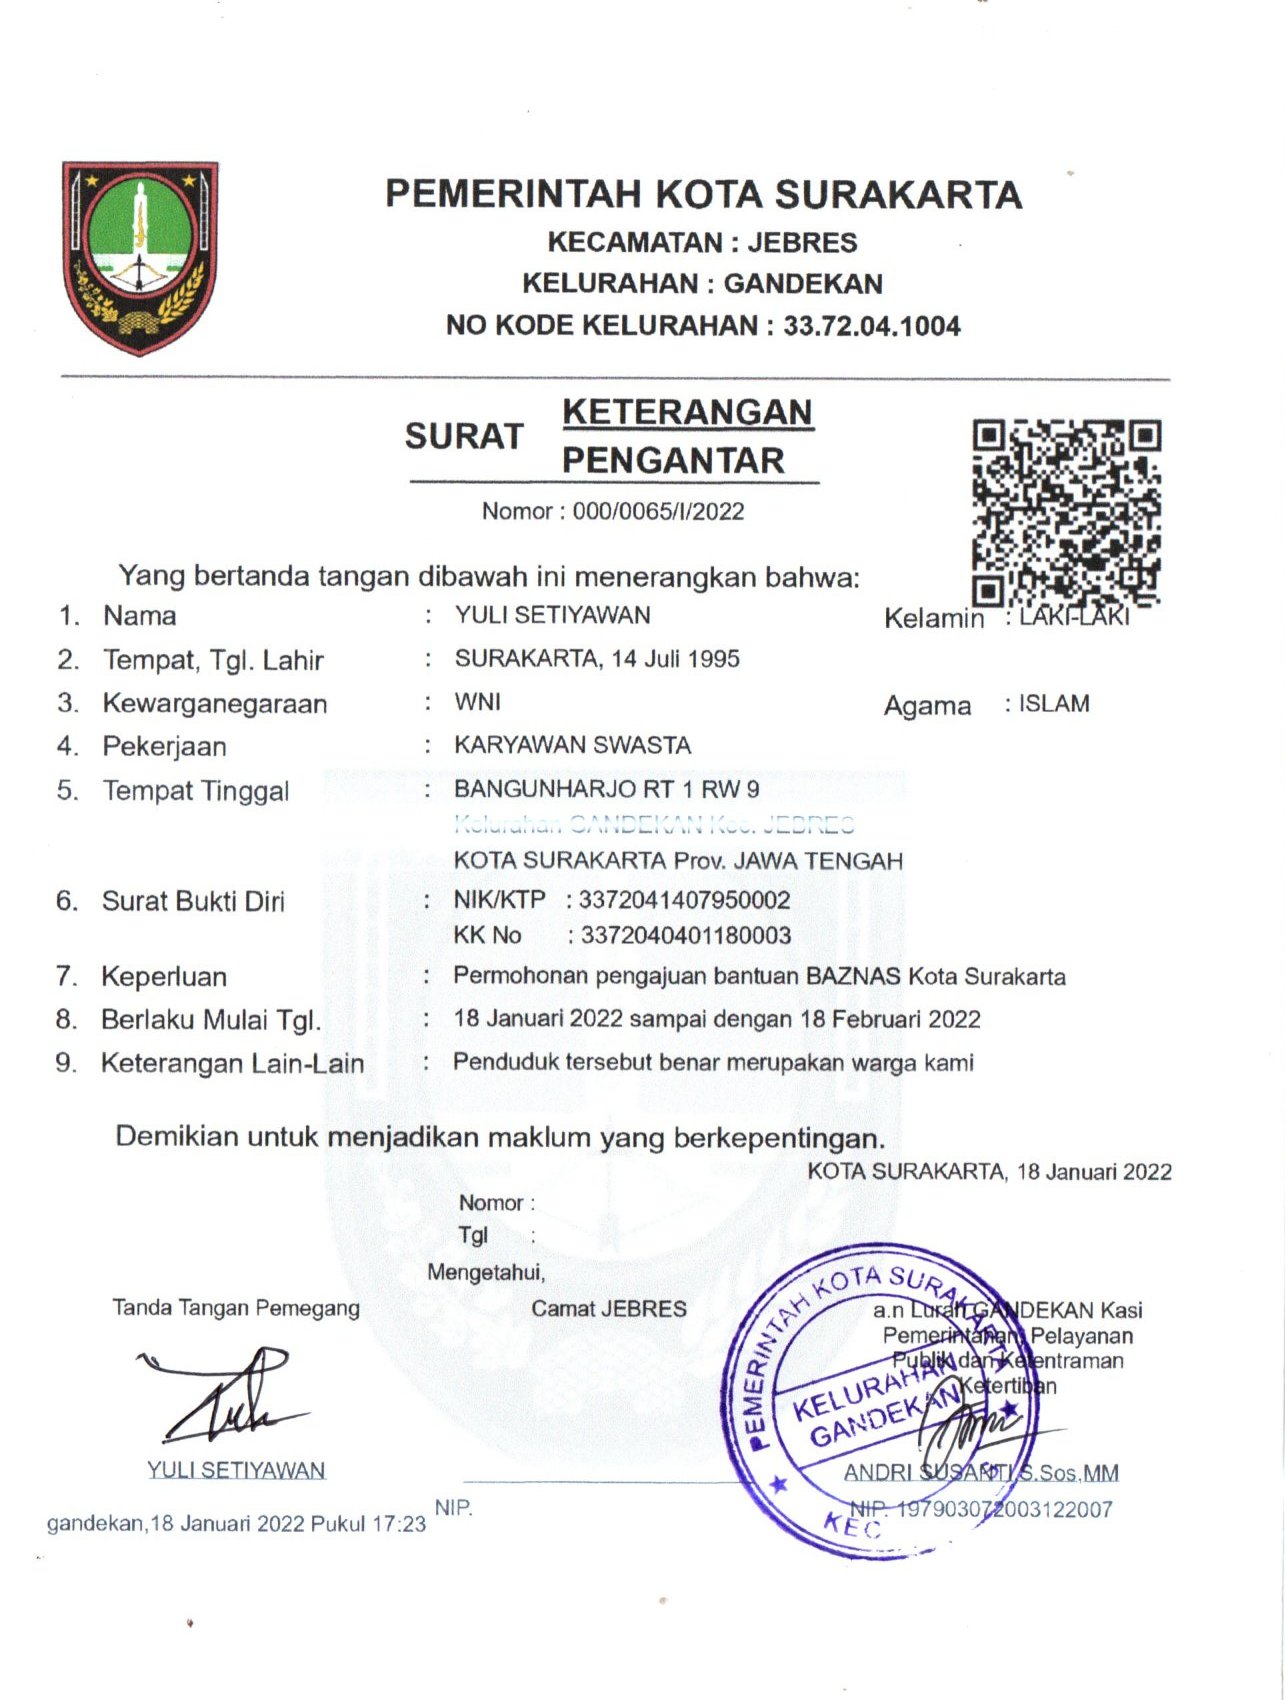 PEMERINTAH KOTA SURAKARTA
KECAMATAN : JEBRES
KELURAHAN : GANDEKAN
NO KODE KELURAHAN : 33.72.04.1004
SURAT KETERANGAN
PENGANTAR
Nomor : 000/0065/I/2022
Yang bertanda tangan dibawah ini menerangkan bahwa:
1. Nama : YULI SETIYAWAN Kelamin : LAKI-LAKI
2. Tempat, Tgl. Lahir : SURAKARTA, 14 Juli 1995
3. Kewarganegaraan : WNI Agama : ISLAM
4. Pekerjaan : KARYAWAN SWASTA
5. Tempat Tinggal : BANGUNHARJO RT 1 RW 9
Kelurahan GANDEKAN Kec. JEBRES
KOTA SURAKARTA Prov. JAWA TENGAH
6. Surat Bukti Diri : NIK/KTP : 3372041407950002
KK No : 3372040401180003
7. Keperluan : Permohonan pengajuan bantuan BAZNAS Kota Surakarta
8. Berlaku Mulai Tgl. : 18 Januari 2022 sampai dengan 18 Februari 2022
9. Keterangan Lain-Lain : Penduduk tersebut benar merupakan warga kami
Demikian untuk menjadikan maklum yang berkepentingan.
KOTA SURAKARTA, 18 Januari 2022
Nomor :
Tgl :
Mengetahui,
Tanda Tangan Pemegang
Camat JEBRES
a.n Lurah GANDEKAN Kasi
Pemerintahan, Pelayanan
Publik dan Ketentraman
Ketertiban
PEMERINTAH KOTA SURAKARTA
KELURAHAN
GANDEKAN
KEC
YULI SETIYAWAN
ANDRI SUSANTI S.Sos,MM
NIP.
NIP. 197903072003122007
gandekan,18 Januari 2022 Pukul 17:23